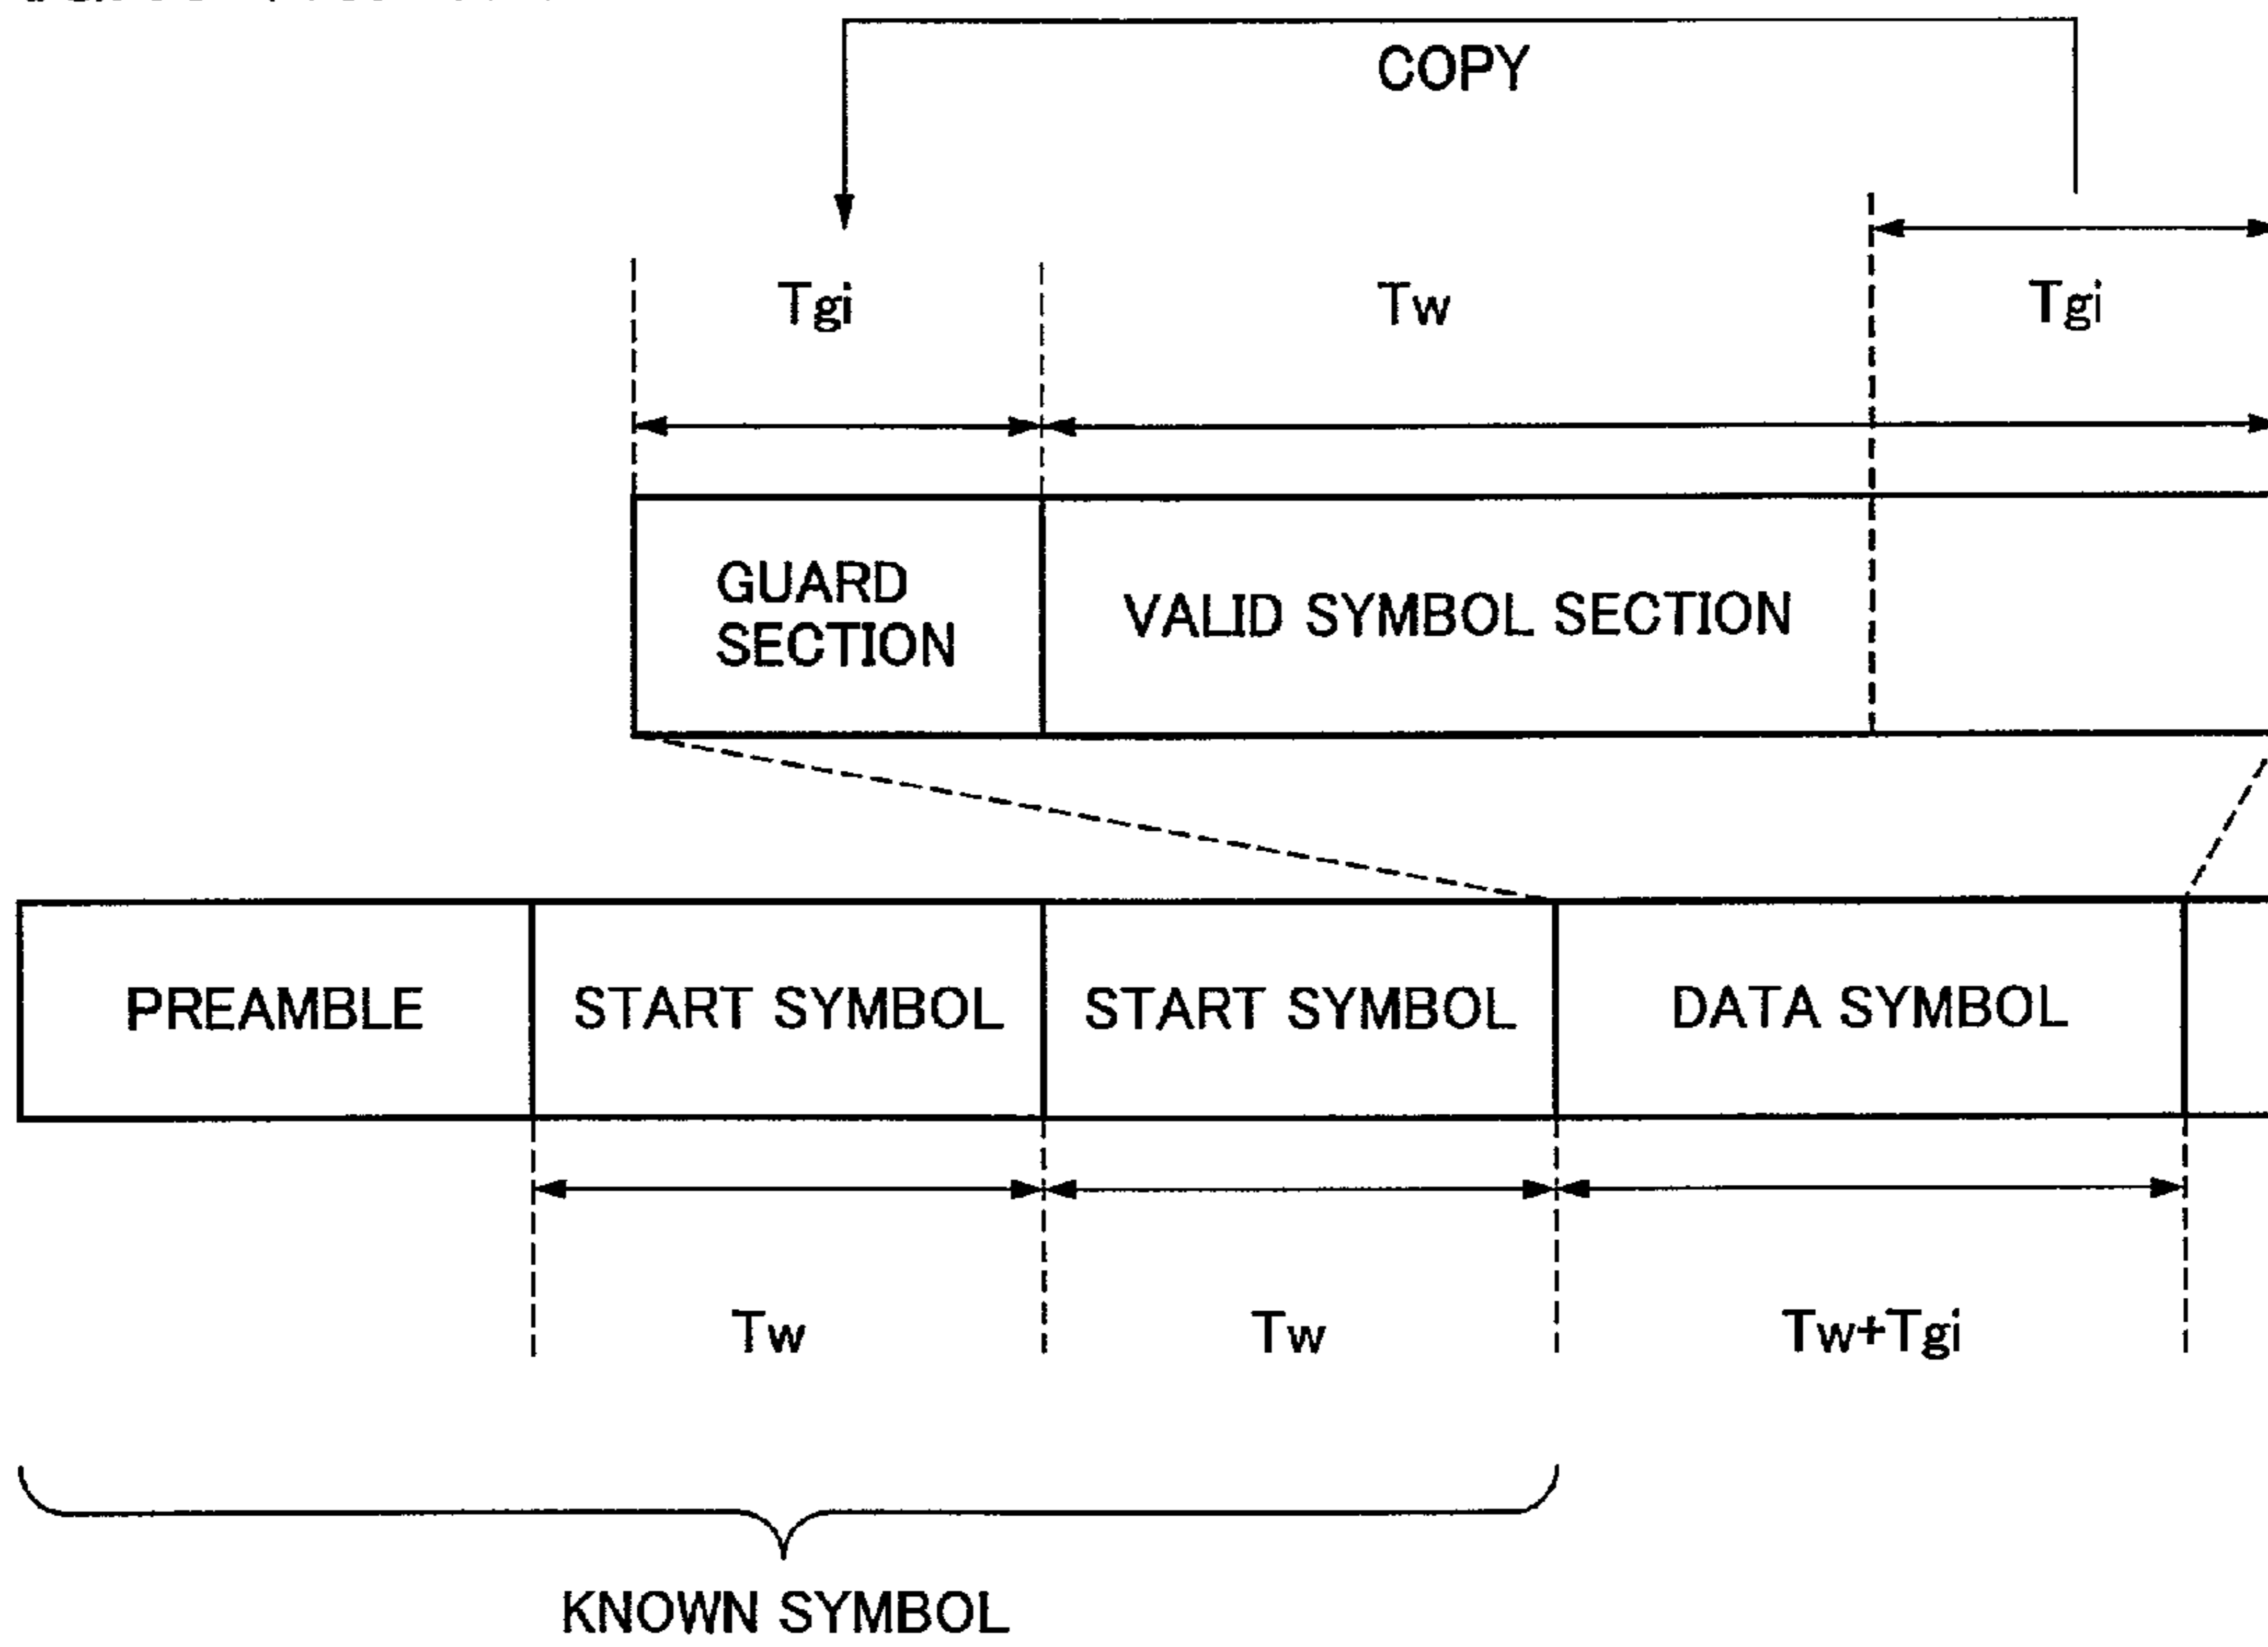 COPY
Tgi
Tw
Tgi
GUARD
SECTION
VALID SYMBOL SECTION
PREAMBLE
START SYMBOL
START SYMBOL
DATA SYMBOL
Tw
Tw
Tw+Tgi
KNOWN SYMBOL